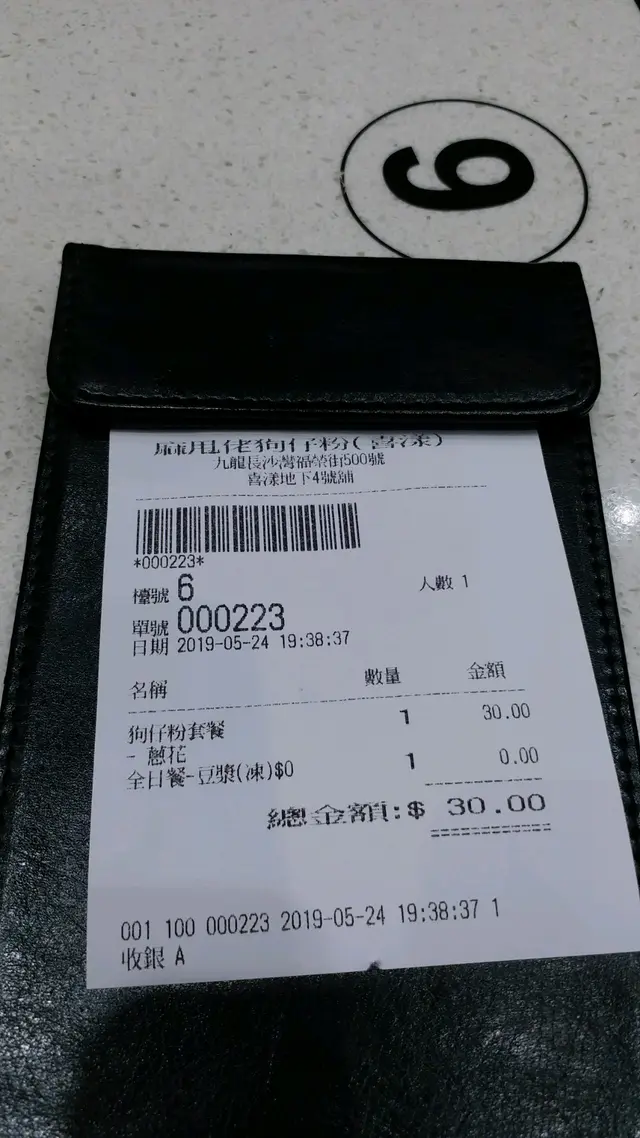 6
麻甩佬狗仔粉(喜漾)
九龍長沙灣福榮街500號
喜漾地下4號舖
*000223*
檯號 6 人數 1
單號 000223
日期 2019-05-24 19:38:37
名稱 數量 金額
狗仔粉套餐 1 30.00
- 蔥花
全日餐-豆漿(凍)$0 1 0.00
總金額:$ 30.00
001 100 000223 2019-05-24 19:38:37 1
收銀 A